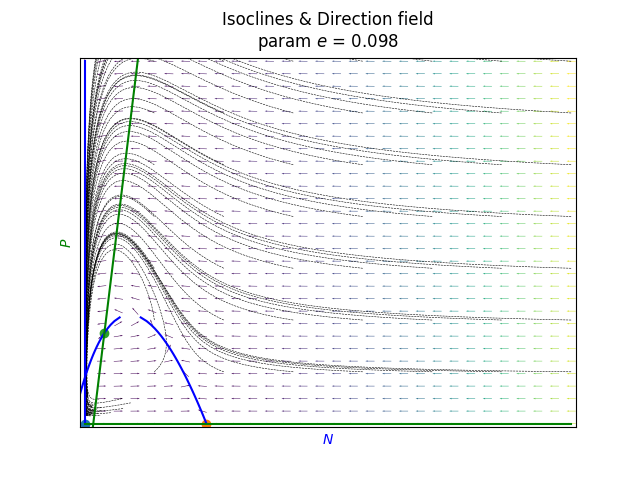 Isoclines & Direction field
param e = 0.098
P
N